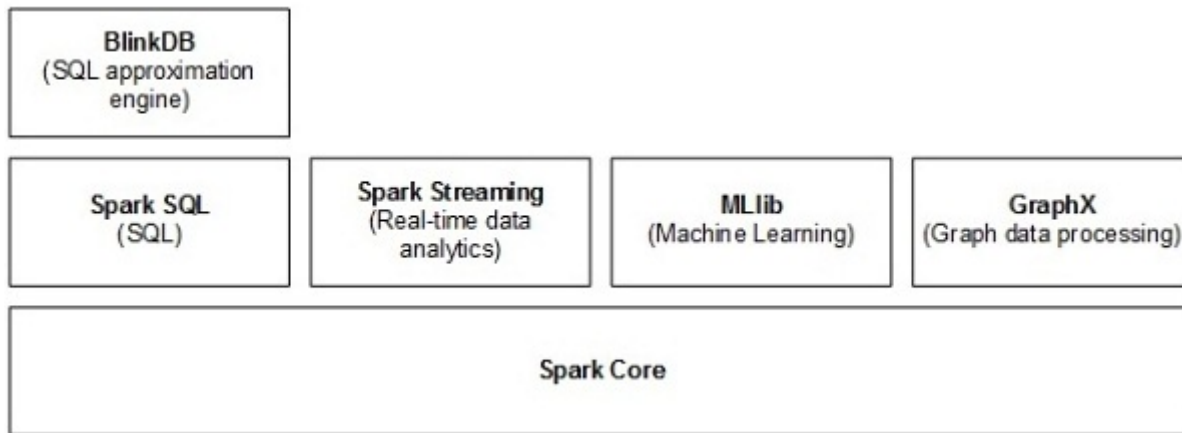 BlinkDB
(SQL approximation
engine)
Spark SQL
(SQL)
Spark Streaming
(Real-time data
analytics)
MLlib
(Machine Learning)
GraphX
(Graph data processing)
Spark Core